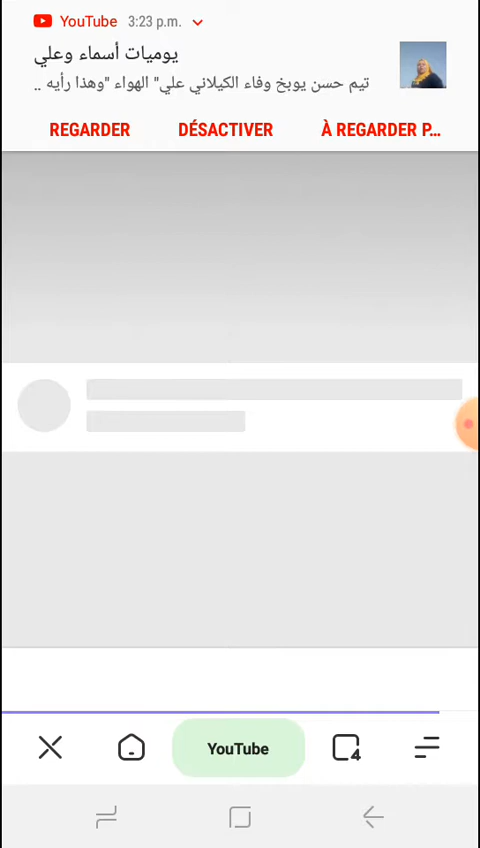 YouTube 3:23 p.m.
يوميات أسماء وعلي
تيم حسن يوبخ وفاء الكيلاني علي" الهواء "وهذا رأيه ..
REGARDER DÉSACTIVER À REGARDER P...
YouTube 4